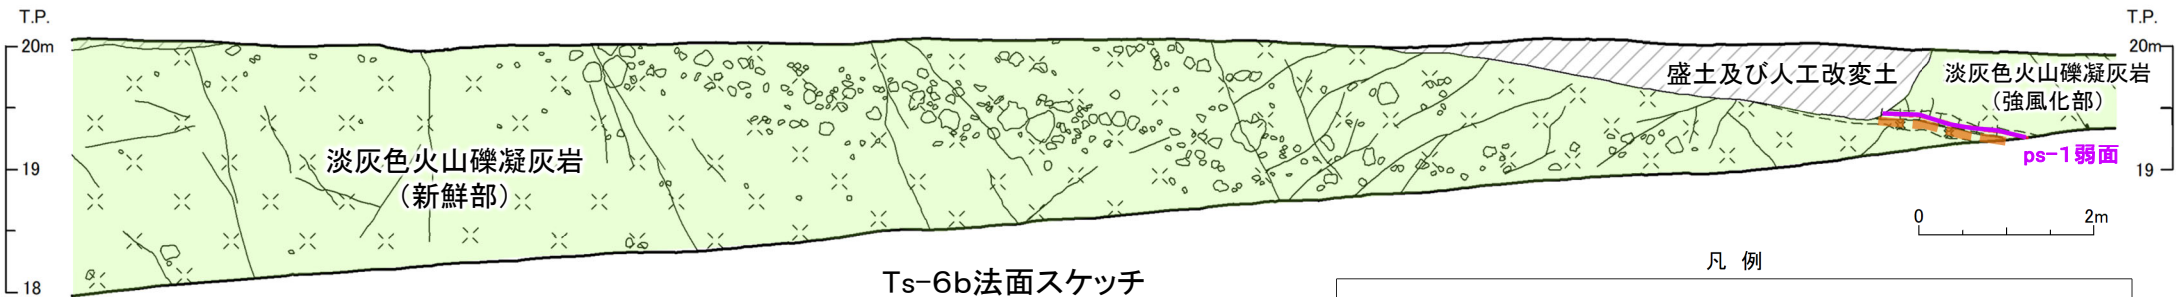 T.P.
T.P.
20m
20m
盛土及び人工改変土
淡灰色火山礫凝灰岩
（強風化部）
淡灰色火山礫凝灰岩
（新鮮部）
ps-1弱面
19
19
0
2m
凡 例
Ts-6b法面スケッチ
18